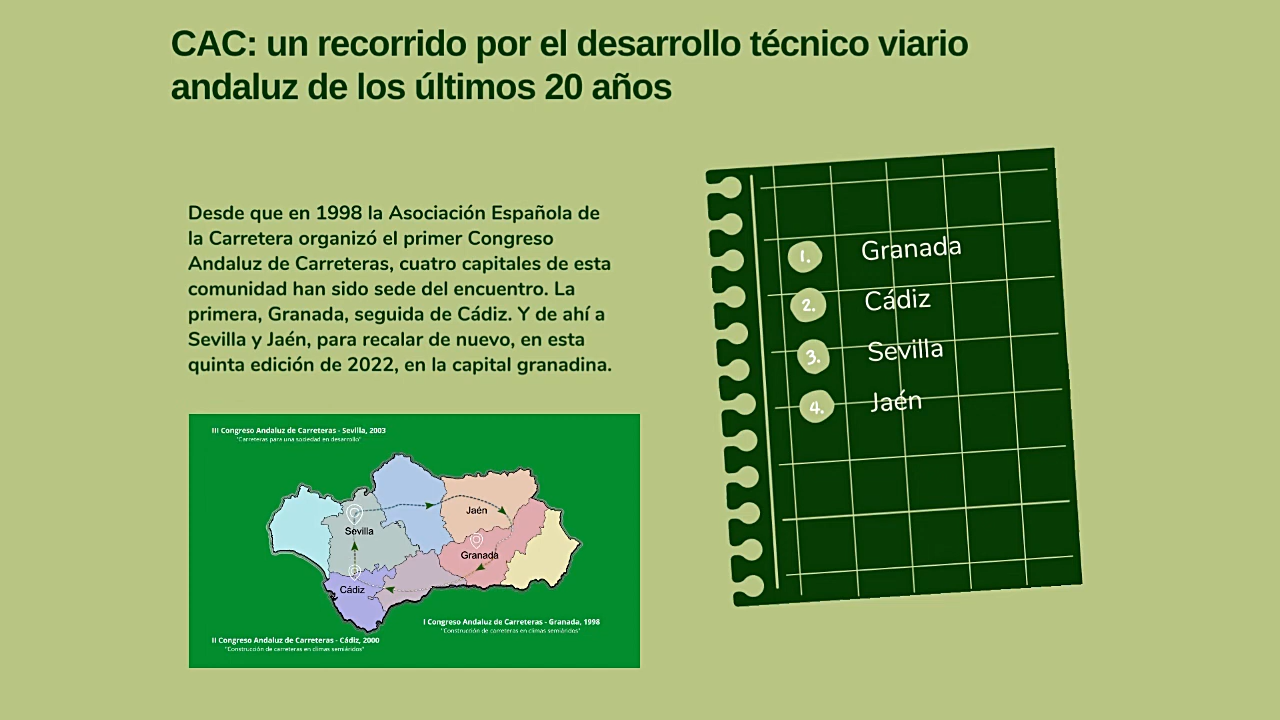 CAC: un recorrido por el desarrollo técnico viario
andaluz de los últimos 20 años
Desde que en 1998 la Asociación Española de
la Carretera organizó el primer Congreso
Andaluz de Carreteras, cuatro capitales de esta
comunidad han sido sede del encuentro. La
primera, Granada, seguida de Cádiz. Y de ahí a
Sevilla y Jaén, para recalar de nuevo, en esta
quinta edición de 2022, en la capital granadina.
1. Granada
2. Cádiz
3. Sevilla
4. Jaén
III Congreso Andaluz de Carreteras - Sevilla, 2003
"Carreteras para una sociedad en desarrollo"
Jaén
Sevilla
Granada
Cádiz
I Congreso Andaluz de Carreteras - Granada, 1998
"Construcción de carreteras en climas semiáridos"
II Congreso Andaluz de Carreteras - Cádiz, 2000
"Construcción de carreteras en climas semiáridos"